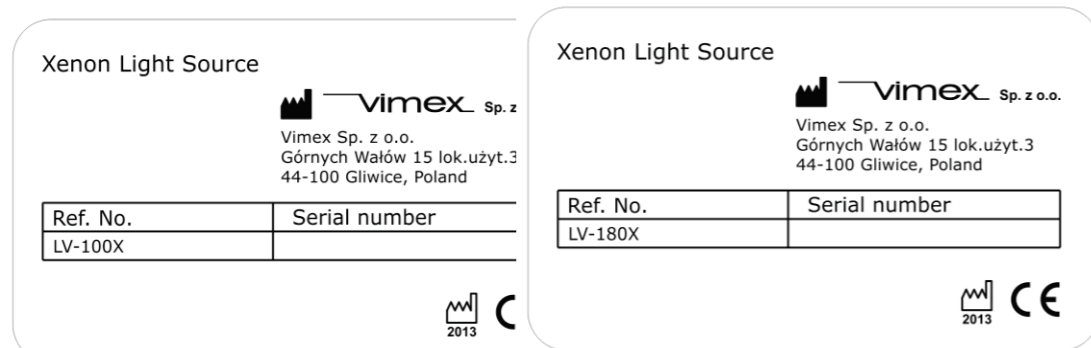 Xenon Light Source
vimex Sp. z
Vimex Sp. z o.o.
Górnych Wałów 15 lok.użyt.3
44-100 Gliwice, Poland
Ref. No. Serial number
LV-100X
2013
Xenon Light Source
vimex Sp. z o.o.
Vimex Sp. z o.o.
Górnych Wałów 15 lok.użyt.3
44-100 Gliwice, Poland
Ref. No. Serial number
LV-180X
2013 CE